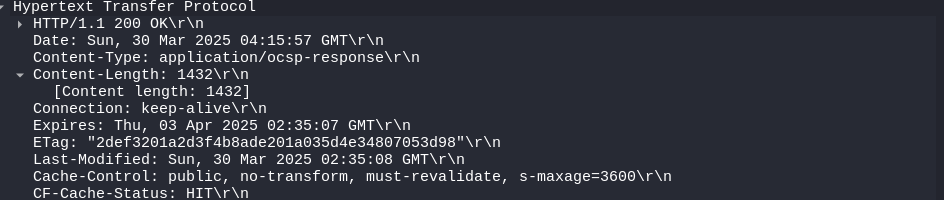 Hypertext Transfer Protocol
HTTP/1.1 200 OK\r\n
Date: Sun, 30 Mar 2025 04:15:57 GMT\r\n
Content-Type: application/ocsp-response\r\n
Content-Length: 1432\r\n
[Content length: 1432]
Connection: keep-alive\r\n
Expires: Thu, 03 Apr 2025 02:35:07 GMT\r\n
ETag: "2def3201a2d3f4b8ade201a035d4e34807053d98"\r\n
Last-Modified: Sun, 30 Mar 2025 02:35:08 GMT\r\n
Cache-Control: public, no-transform, must-revalidate, s-maxage=3600\r\n
CF-Cache-Status: HIT\r\n